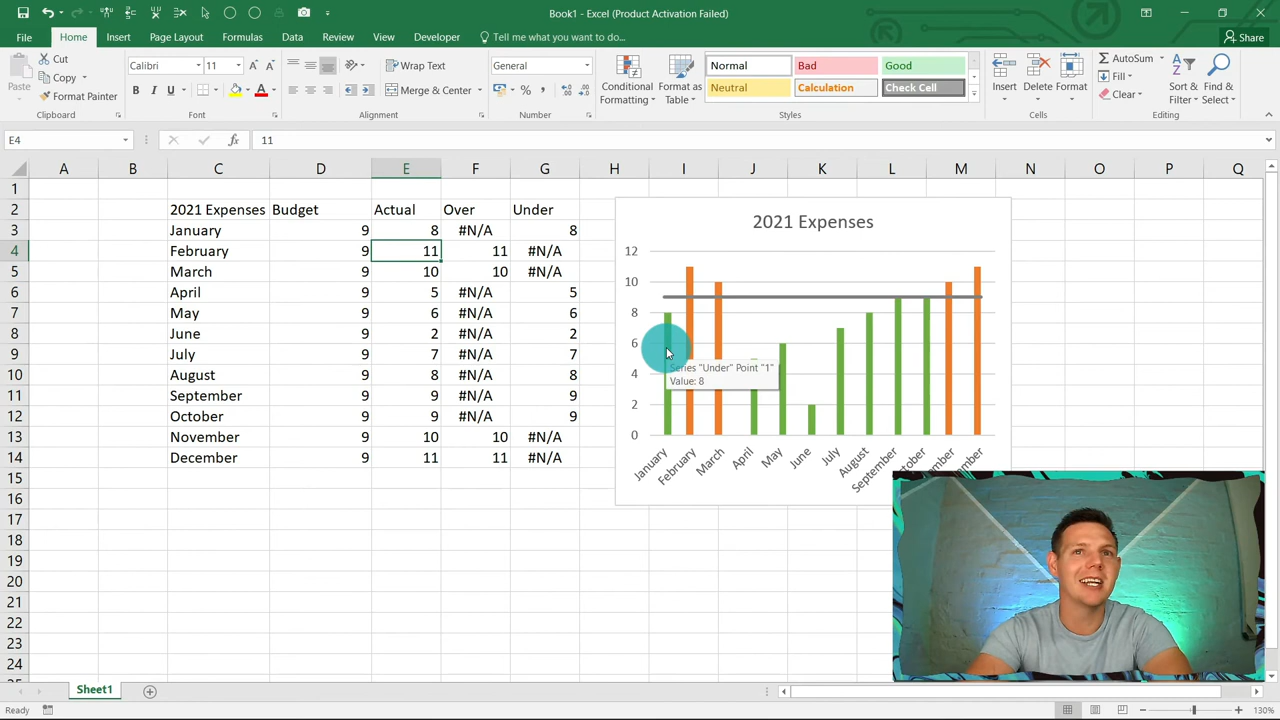 Book1 - Excel (Product Activation Failed)
File Home Insert Page Layout Formulas Data Review View Developer Tell me what you want to do... Share
Paste
Cut
Copy
Format Painter
Clipboard
Calibri 11
B I U
Font
Wrap Text
Merge & Center
Alignment
General
%
Number
Conditional Formatting
Format as Table
Normal Bad Good
Neutral Calculation Check Cell
Styles
Insert Delete Format
Cells
AutoSum
Fill
Clear
Sort & Filter
Find & Select
Editing
E4 fx 11
A B C D E F G H I J K L M N O P Q
1
2 2021 Expenses Budget Actual Over Under
3 January 9 8 #N/A 8
4 February 9 11 11 #N/A
5 March 9 10 10 #N/A
6 April 9 5 #N/A 5
7 May 9 6 #N/A 6
8 June 9 2 #N/A 2
9 July 9 7 #N/A 7
10 August 9 8 #N/A 8
11 September 9 9 #N/A 9
12 October 9 9 #N/A 9
13 November 9 10 10 #N/A
14 December 9 11 11 #N/A
15
16
17
18
19
20
21
22
23
24
2021 Expenses
12
10
8
6
4
2
0
Series "Under" Point "1"
Value: 8
January February March April May June July August September
Sheet1
Ready
130%